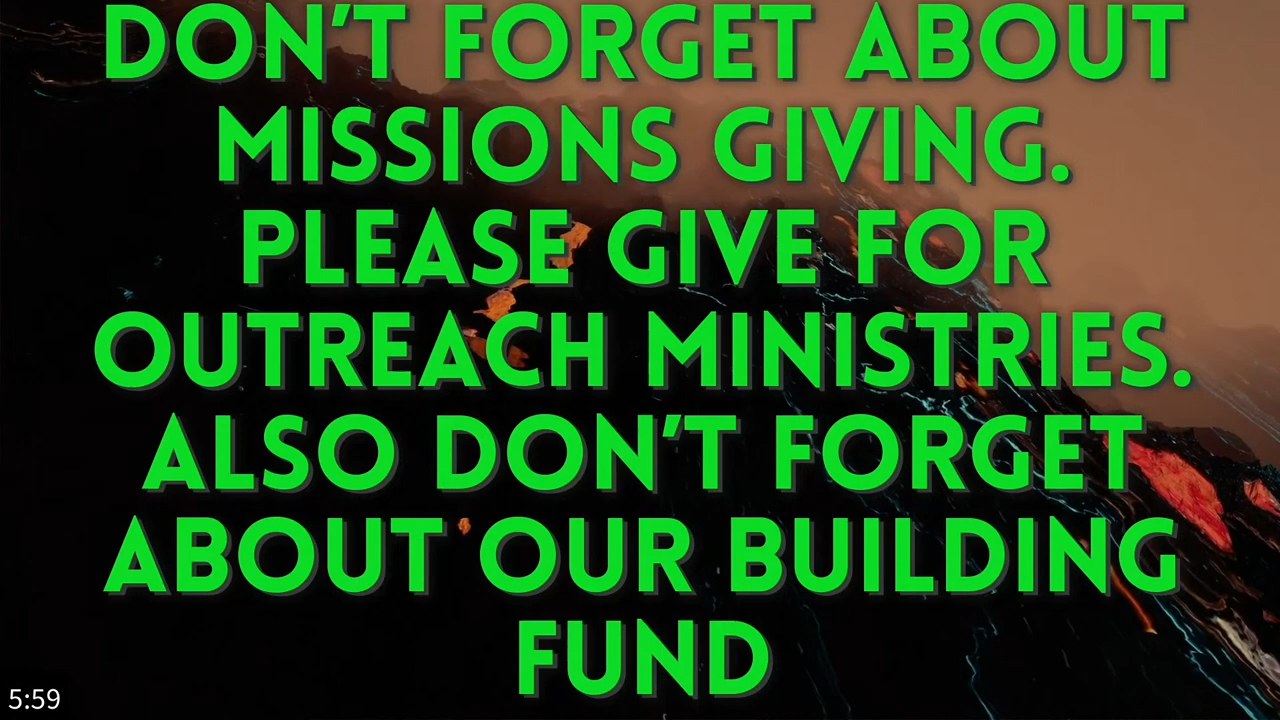 DON'T FORGET ABOUT
MISSIONS GIVING.
PLEASE GIVE FOR
OUTREACH MINISTRIES.
ALSO DON'T FORGET
ABOUT OUR BUILDING
FUND
5:59